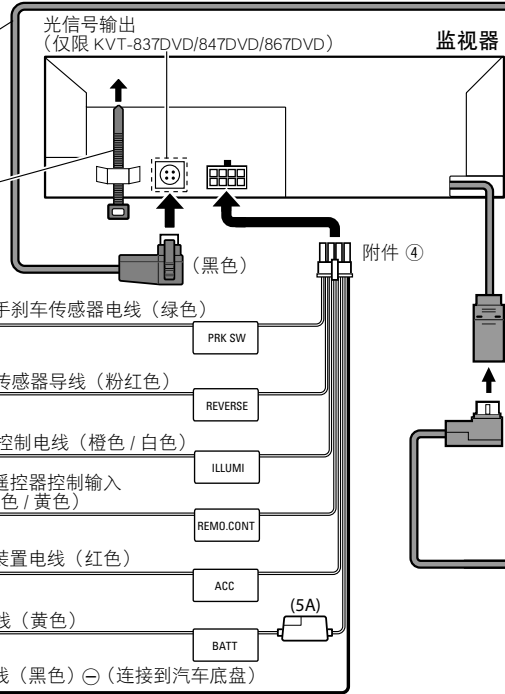 光信号输出
（仅限 KVT-837DVD/847DVD/867DVD）
监视器
（黑色）
附件 ④
手刹车传感器电线（绿色）
PRK SW
传感器导线（粉红色）
REVERSE
控制电线（橙色 / 白色）
ILLUMI
遥控器控制输入
色 / 黄色）
REMO.CONT
装置电线（红色）
ACC
线（黄色）
(5A)
BATT
线（黑色）⊖（连接到汽车底盘）